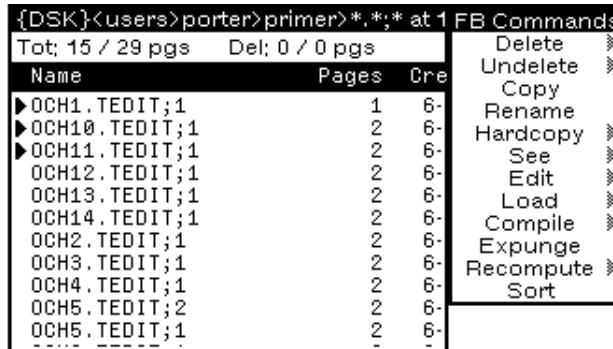 {DSK}<users>porter>primer>*.*;* at 1
Tot: 15 / 29 pgs Del: 0 / 0 pgs
Name Pages Cre
OCH1.TEDIT;1 1 6-
OCH10.TEDIT;1 2 6-
OCH11.TEDIT;1 2 6-
OCH12.TEDIT;1 2 6-
OCH13.TEDIT;1 2 6-
OCH14.TEDIT;1 2 6-
OCH2.TEDIT;1 2 6-
OCH3.TEDIT;1 2 6-
OCH4.TEDIT;1 2 6-
OCH5.TEDIT;2 2 6-
OCH5.TEDIT;1 2 6-
FB Commands
Delete
Undelete
Copy
Rename
Hardcopy
See
Edit
Load
Compile
Expunge
Recompute
Sort